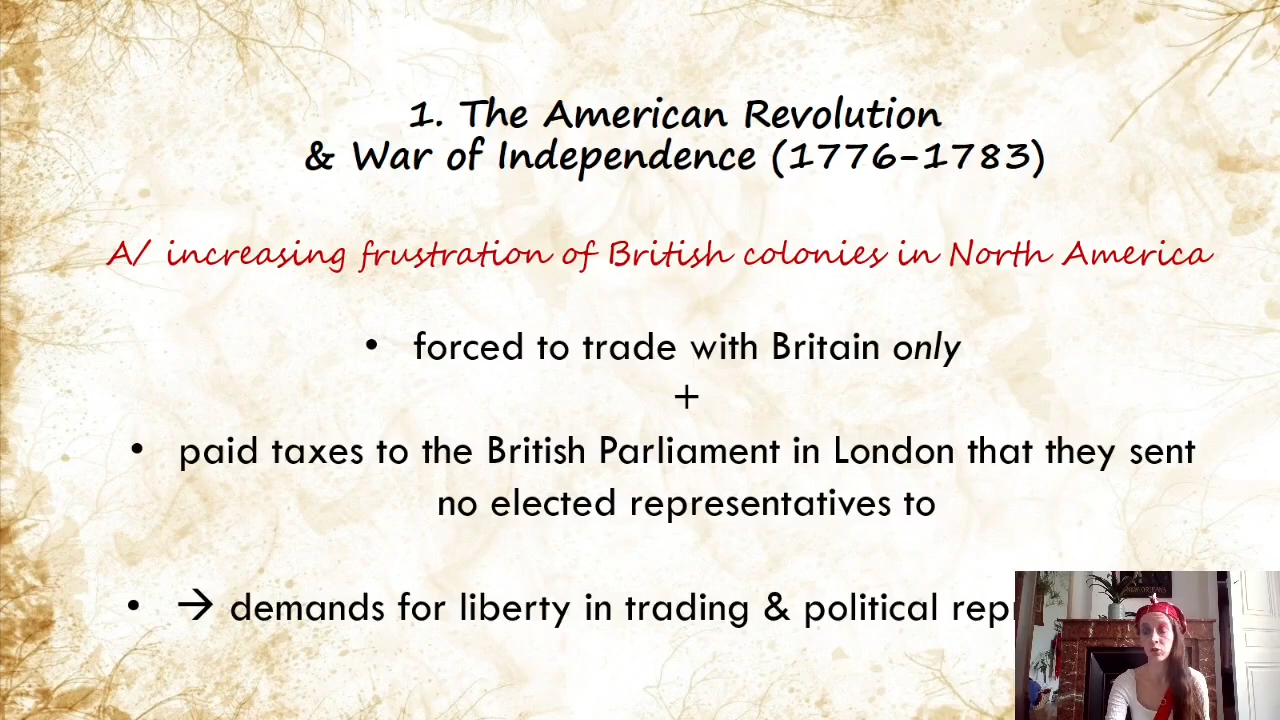 1. The American Revolution
& War of Independence (1776-1783)
A/ increasing frustration of British colonies in North America
• forced to trade with Britain only
+
• paid taxes to the British Parliament in London that they sent
no elected representatives to
• → demands for liberty in trading & political
NEW ORLEANS